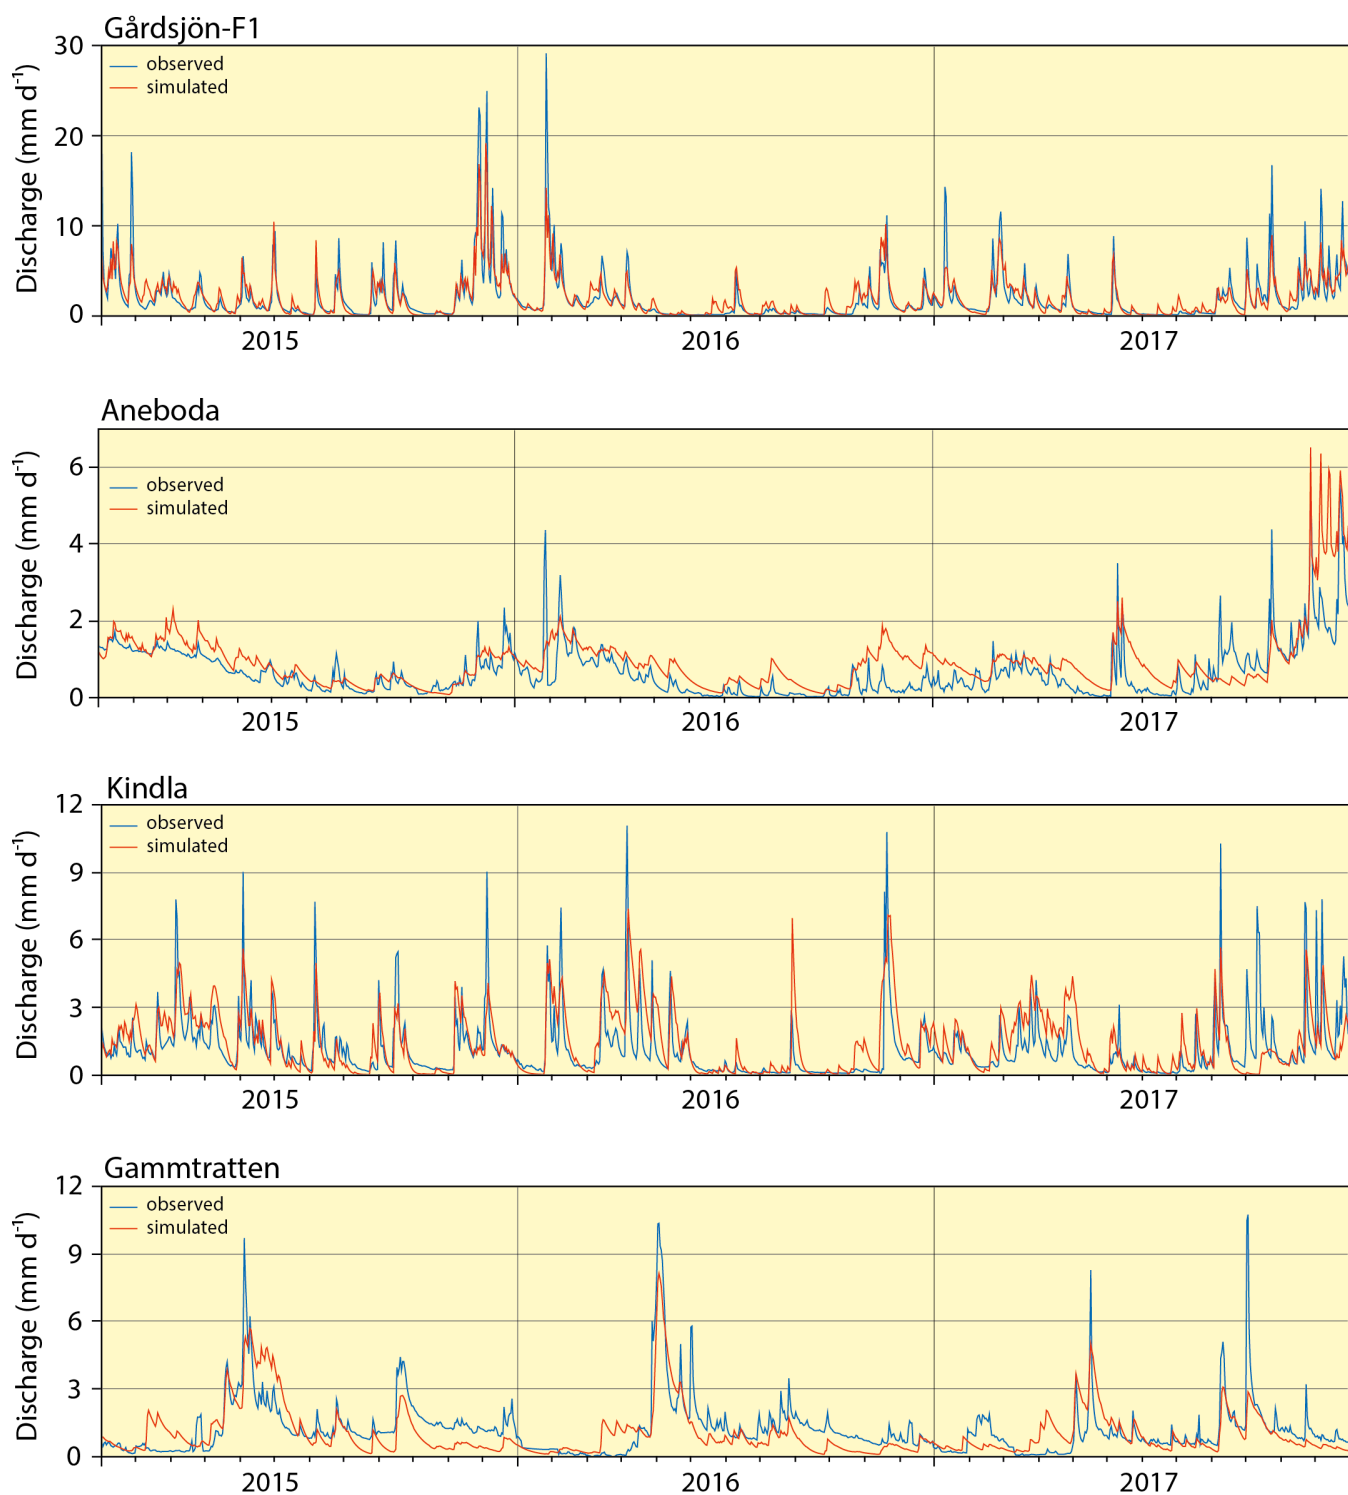 Gårdsjön-F1
30
observed
simulated
20
10
0
Discharge (mm d⁻¹)
2015 2016 2017
Aneboda
6
observed
simulated
4
2
0
Discharge (mm d⁻¹)
2015 2016 2017
Kindla
12
observed
simulated
9
6
3
0
Discharge (mm d⁻¹)
2015 2016 2017
Gammtratten
12
observed
simulated
9
6
3
0
Discharge (mm d⁻¹)
2015 2016 2017